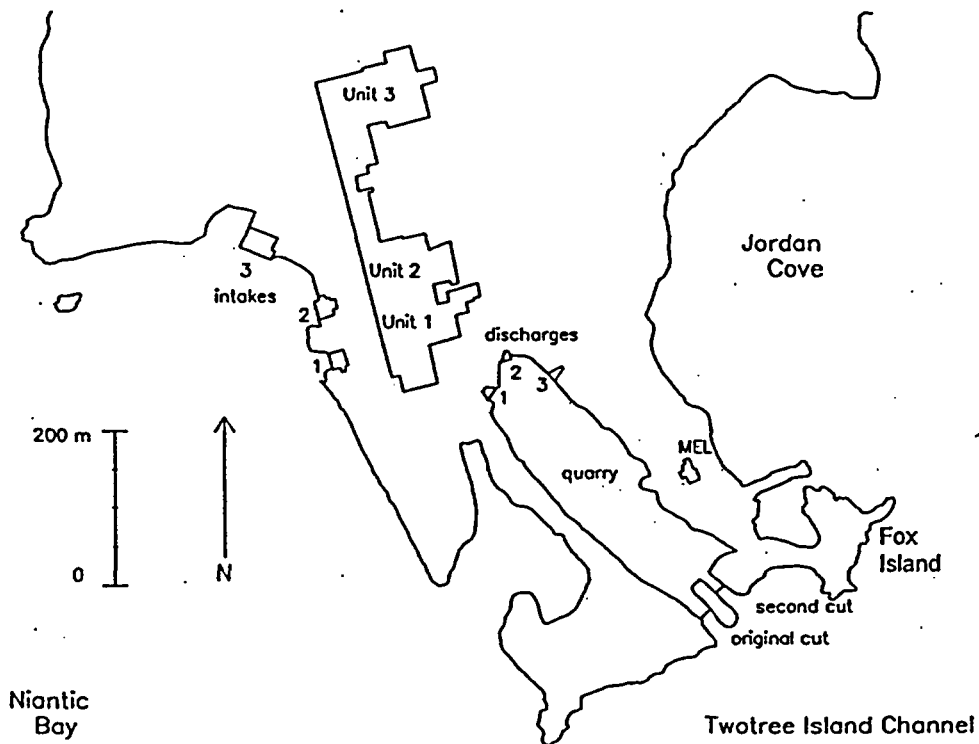 Unit 3
Jordan
Cove
3
intakes
Unit 2
2
Unit 1
discharges
1
2
3
1
200 m
MEL
quarry
Fox
Island
0
N
second cut
original cut
Niantic
Bay
Twotree Island Channel